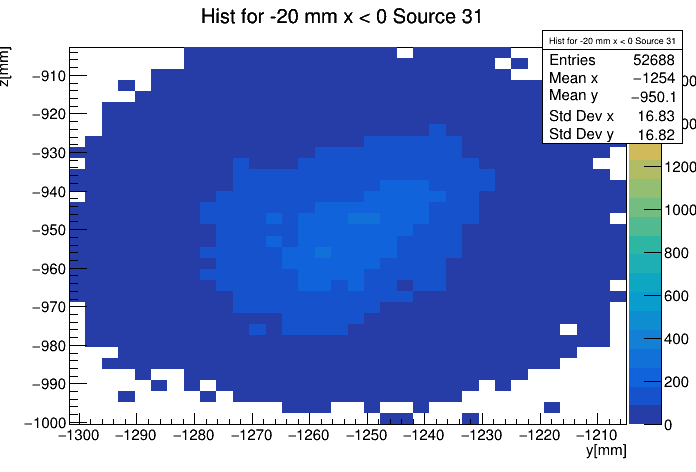 Hist for -20 mm x < 0 Source 31
z[mm]
Hist for -20 mm x < 0 Source 31
Entries 52688
Mean x −1254
Mean y −950.1
Std Dev x 16.83
Std Dev y 16.82
−910
−920
−930
−940
−950
−960
−970
−980
−990
−1000
−1300 −1290 −1280 −1270 −1260 −1250 −1240 −1230 −1220 −1210
y[mm]
1200
1000
800
600
400
200
0